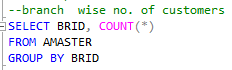 --branch  wise no. of customers
SELECT BRID, COUNT(*)
FROM AMASTER
GROUP BY BRID